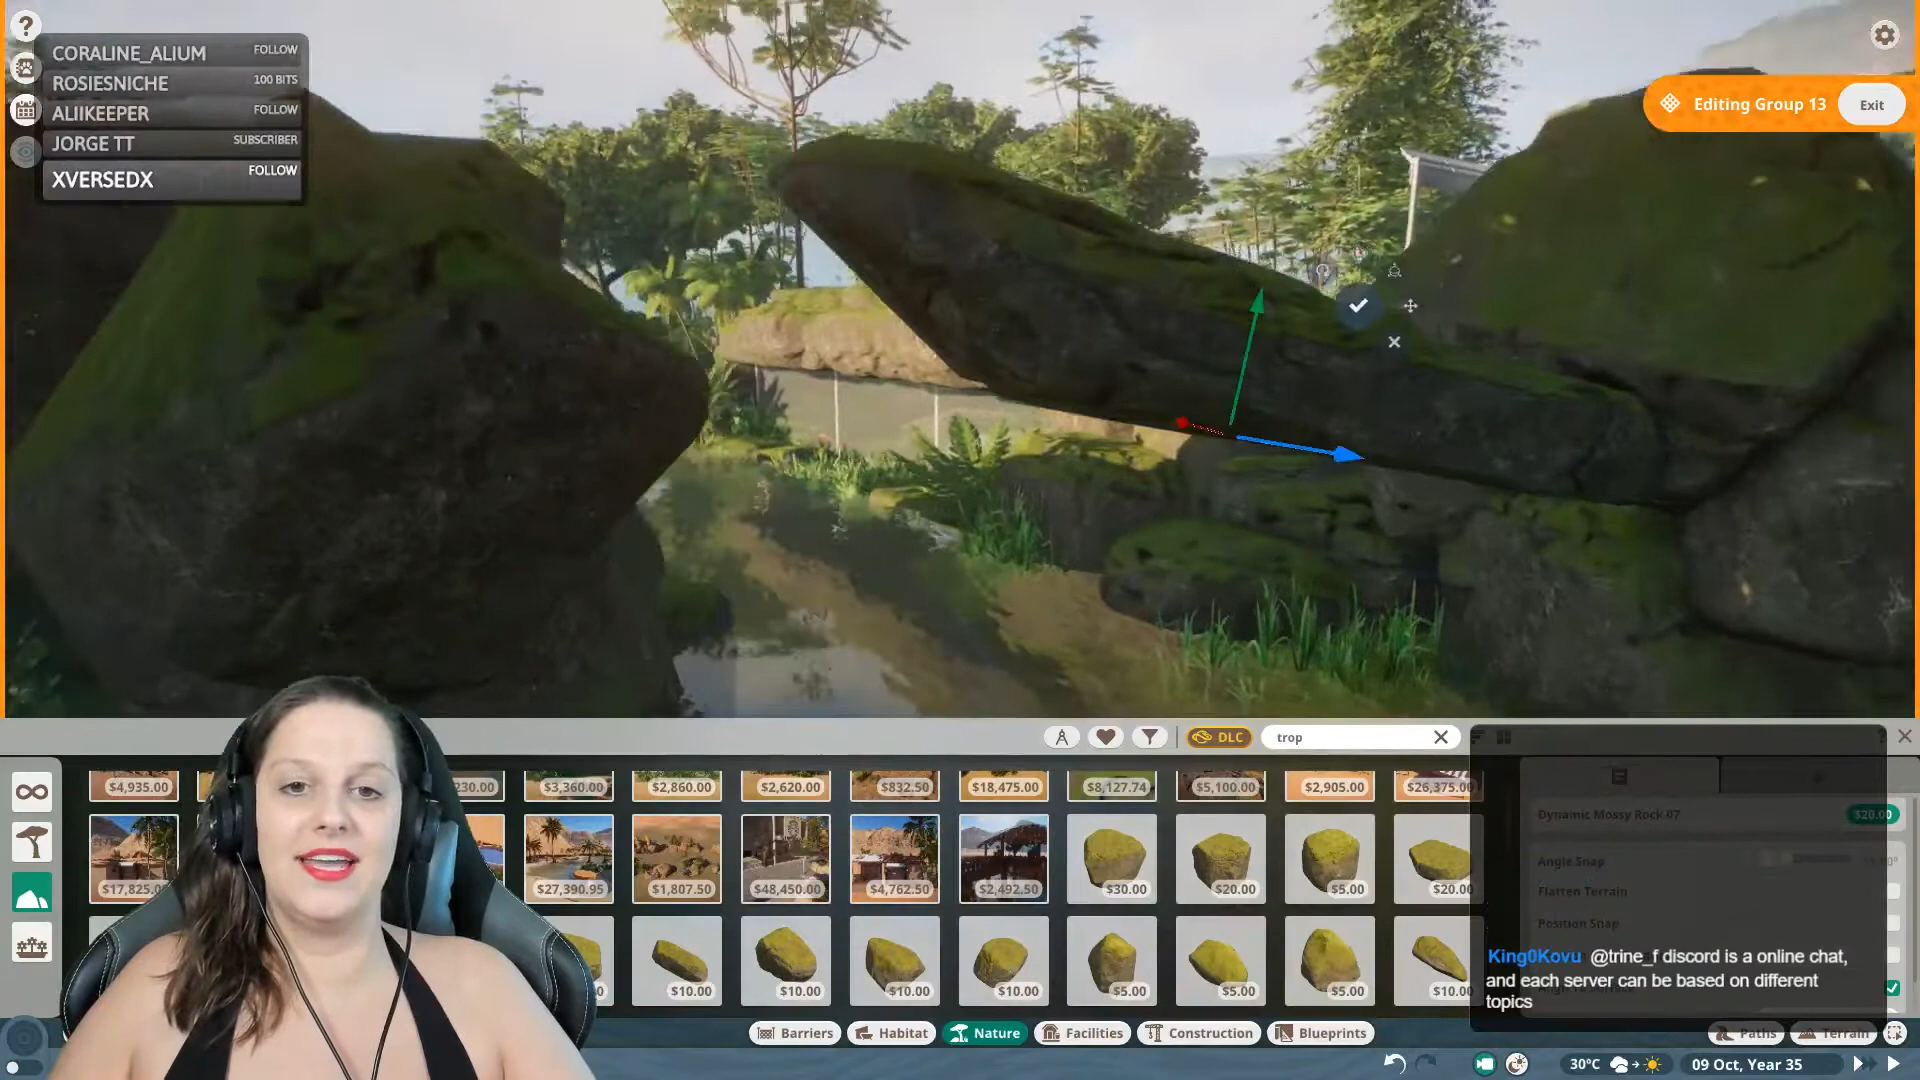 ?
CORALINE_ALIUM FOLLOW
ROSIESNICHE 100 BITS
ALIIKEEPER FOLLOW
JORGE TT SUBSCRIBER
XVERSEDX FOLLOW
Editing Group 13 Exit
DLC trop
$4,935.00 230.00 $3,360.00 $2,860.00 $2,620.00 $832.50 $18,475.00 $8,127.74 $5,100.00 $2,905.00 $26,375.00
Dynamic Mossy Rock 07 $20.00
Angle Snap
Flatten Terrain
Position Snap
$17,825.00 $27,390.95 $1,807.50 $48,450.00 $4,762.50 $2,492.50 $30.00 $20.00 $5.00 $20.00
King0Kovu @trine_f discord is a online chat,
and each server can be based on different
topics
$10.00 $10.00 $10.00 $10.00 $5.00 $5.00 $5.00 $10.00
Barriers Habitat Nature Facilities Construction Blueprints Paths Terrain
30°C 09 Oct, Year 35